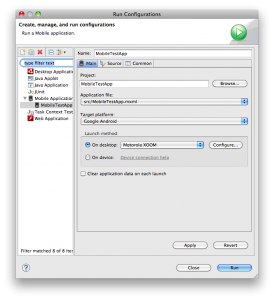 Run Configurations
Create, manage, and run configurations
Run a Mobile application.
type filter text
Desktop Applicatio
Java Applet
Java Application
JUnit
Mobile Application
MobileTestApp
Task Context Test
Web Application
Filter matched 8 of 8 iter
Name: MobileTestApp
Main
Source
Common
Project:
MobileTestApp
Browse...
Application file:
src/MobileTestApp.mxml
Target platform:
Google Android
Launch method:
On desktop:
Motorola XOOM
Configure...
On device:
Device connection help
Clear application data on each launch
Apply
Revert
?
Close
Run